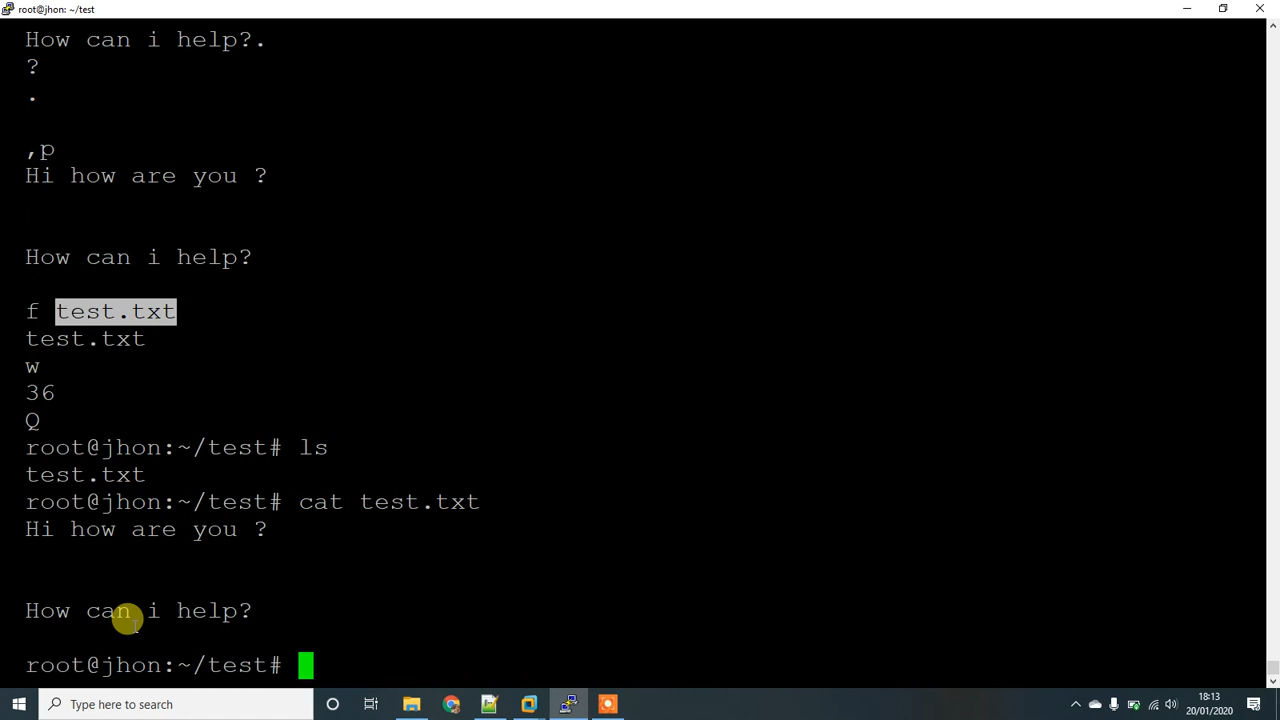 root@jhon: ~/test
How can i help?.
?
.
,p
Hi how are you ?
How can i help?
f test.txt
test.txt
w
36
Q
root@jhon:~/test# ls
test.txt
root@jhon:~/test# cat test.txt
Hi how are you ?
How can i help?
root@jhon:~/test#
Type here to search
18:13
20/01/2020